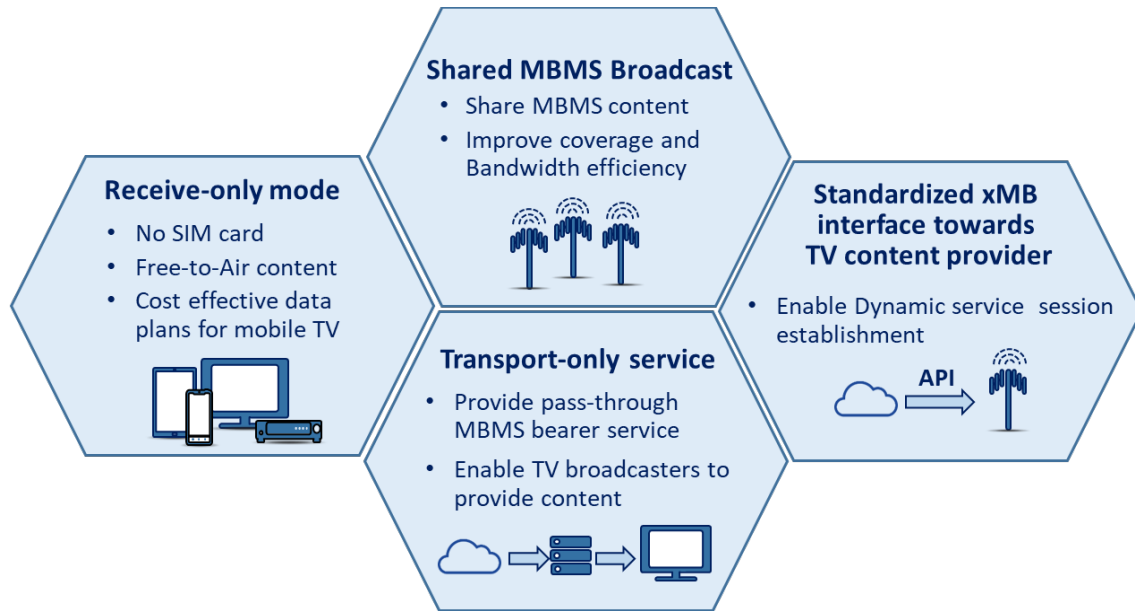 Shared MBMS Broadcast
• Share MBMS content
• Improve coverage and
Bandwidth efficiency
Receive-only mode
• No SIM card
• Free-to-Air content
• Cost effective data
plans for mobile TV
Standardized xMB
interface towards
TV content provider
• Enable Dynamic service session
establishment
API
Transport-only service
• Provide pass-through
MBMS bearer service
• Enable TV broadcasters to
provide content